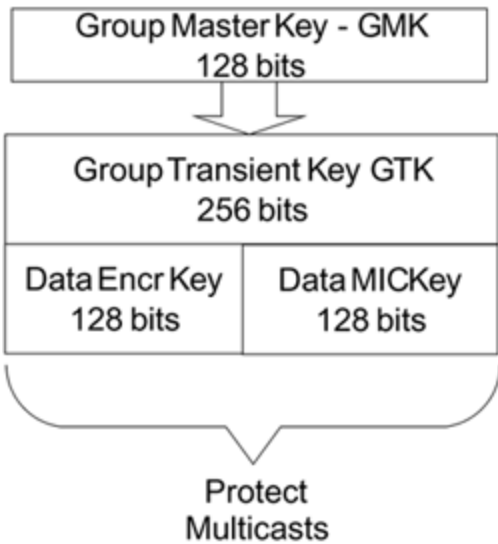 Group Master Key - GMK
128 bits
Group Transient Key GTK
256 bits
Data Encr Key
128 bits
Data MICKey
128 bits
Protect
Multicasts